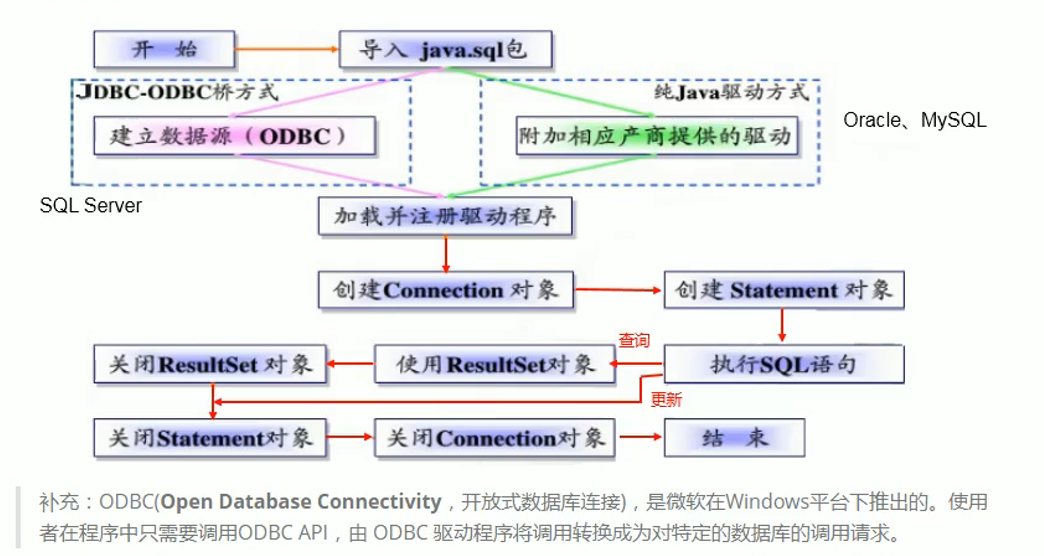 开 始
导入 java.sql包
JDBC-ODBC桥方式
纯Java驱动方式
建立数据源（ODBC）
附加相应产商提供的驱动
Oracle、MySQL
SQL Server
加载并注册驱动程序
创建Connection 对象
创建 Statement 对象
查询
关闭ResultSet 对象
使用ResultSet对象
执行SQL语句
更新
关闭Statement对象
关闭Connection对象
结 束
补充：ODBC(Open Database Connectivity，开放式数据库连接)，是微软在Windows平台下推出的。使用
者在程序中只需要调用ODBC API，由 ODBC 驱动程序将调用转换成为对特定的数据库的调用请求。